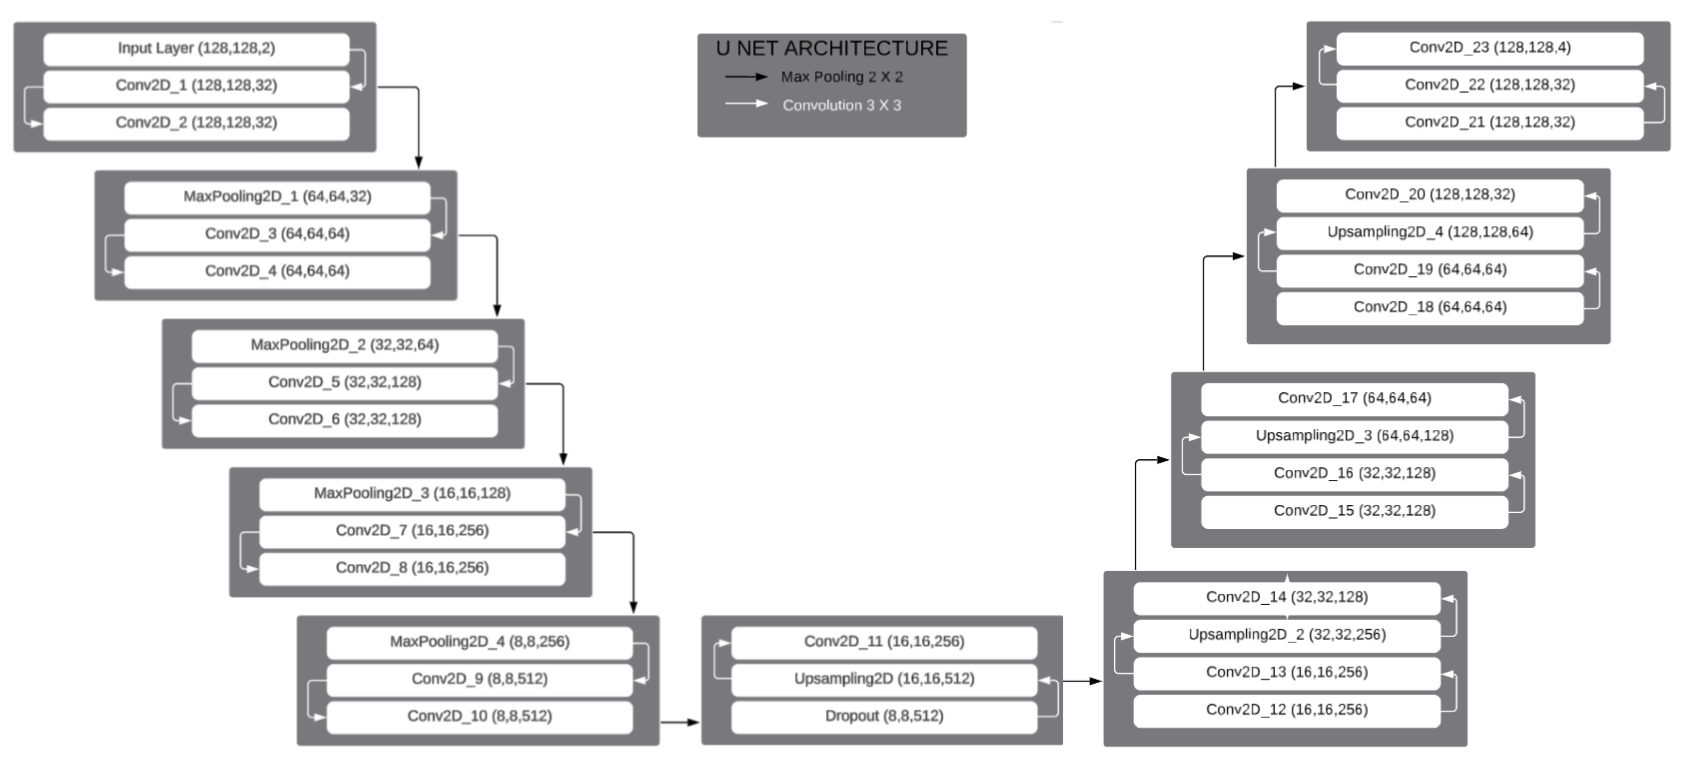 Input Layer (128,128,2)
Conv2D_1 (128,128,32)
Conv2D_2 (128,128,32)
MaxPooling2D_1 (64,64,32)
Conv2D_3 (64,64,64)
Conv2D_4 (64,64,64)
MaxPooling2D_2 (32,32,64)
Conv2D_5 (32,32,128)
Conv2D_6 (32,32,128)
MaxPooling2D_3 (16,16,128)
Conv2D_7 (16,16,256)
Conv2D_8 (16,16,256)
MaxPooling2D_4 (8,8,256)
Conv2D_9 (8,8,512)
Conv2D_10 (8,8,512)
U NET ARCHITECTURE
Max Pooling 2 X 2
Convolution 3 X 3
Conv2D_11 (16,16,256)
Upsampling2D (16,16,512)
Dropout (8,8,512)
Conv2D_14 (32,32,128)
Upsampling2D_2 (32,32,256)
Conv2D_13 (16,16,256)
Conv2D_12 (16,16,256)
Conv2D_17 (64,64,64)
Upsampling2D_3 (64,64,128)
Conv2D_16 (32,32,128)
Conv2D_15 (32,32,128)
Conv2D_20 (128,128,32)
Upsampling2D_4 (128,128,64)
Conv2D_19 (64,64,64)
Conv2D_18 (64,64,64)
Conv2D_23 (128,128,4)
Conv2D_22 (128,128,32)
Conv2D_21 (128,128,32)